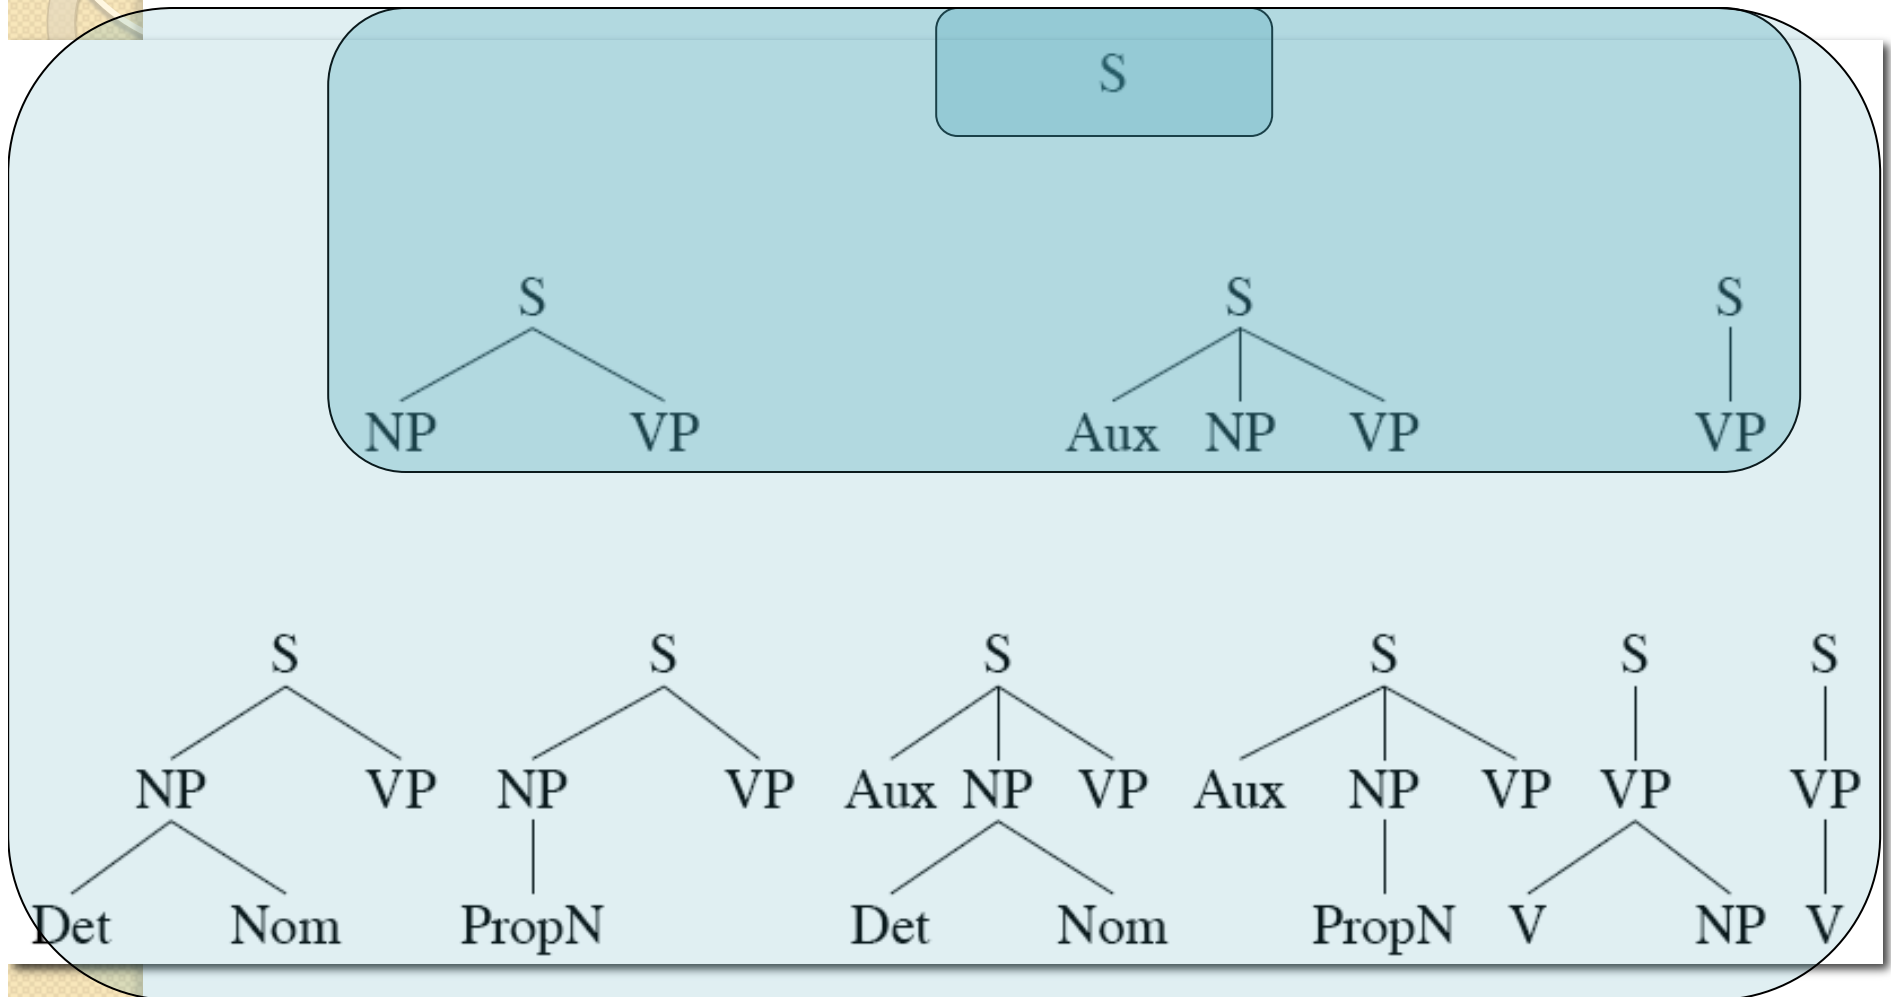 S
S S S
NP VP Aux NP VP VP
S S S S S S
NP VP NP VP Aux NP VP Aux NP VP VP VP
Det Nom PropN Det Nom PropN V NP V